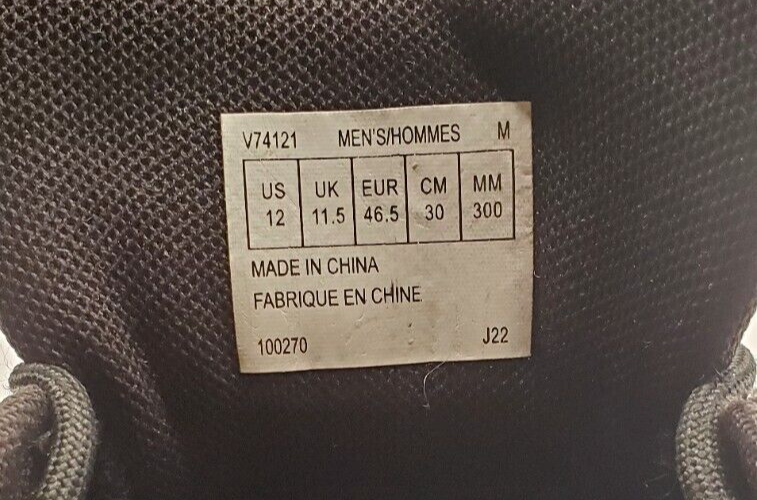 V74121 MEN'S/HOMMES M
US UK EUR CM MM
12 11.5 46.5 30 300
MADE IN CHINA
FABRIQUE EN CHINE
100270 J22